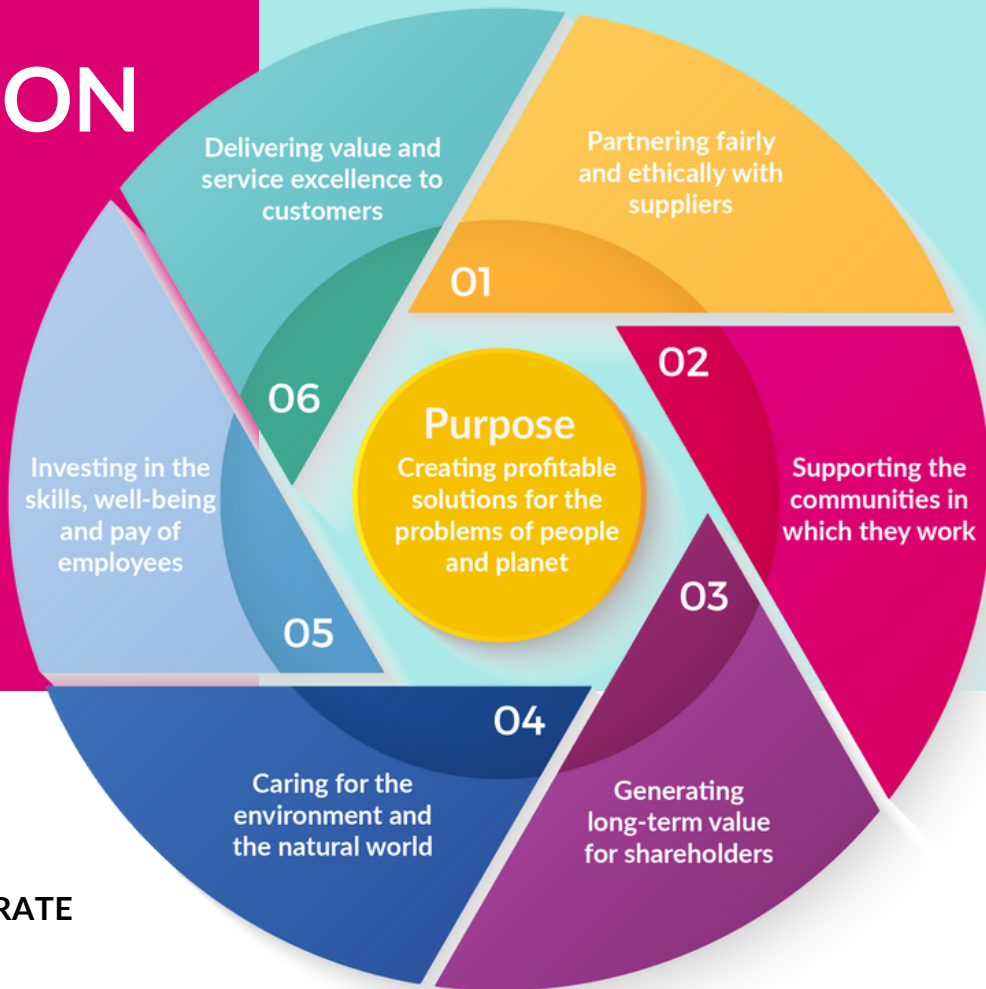 ON
Delivering value and
service excellence to
customers
Partnering fairly
and ethically with
suppliers
01
02
06
Purpose
Creating profitable
solutions for the
problems of people
and planet
Investing in the
skills, well-being
and pay of
employees
Supporting the
communities in
which they work
03
05
04
Caring for the
environment and
the natural world
Generating
long-term value
for shareholders
RATE